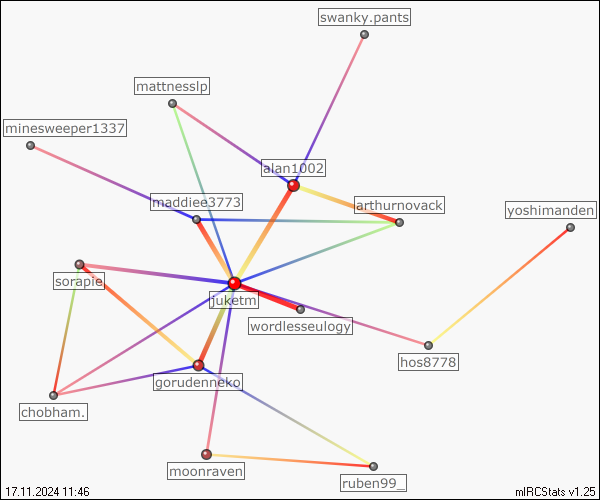 swanky.pants
mattnesslp
minesweeper1337
alan1002
maddiee3773
arthurnovack
yoshimanden
sorapie
juketm
wordlesseulogy
hos8778
gorudenneko
chobham.
moonraven
ruben99_
17.11.2024 11:46
mIRCStats v1.25